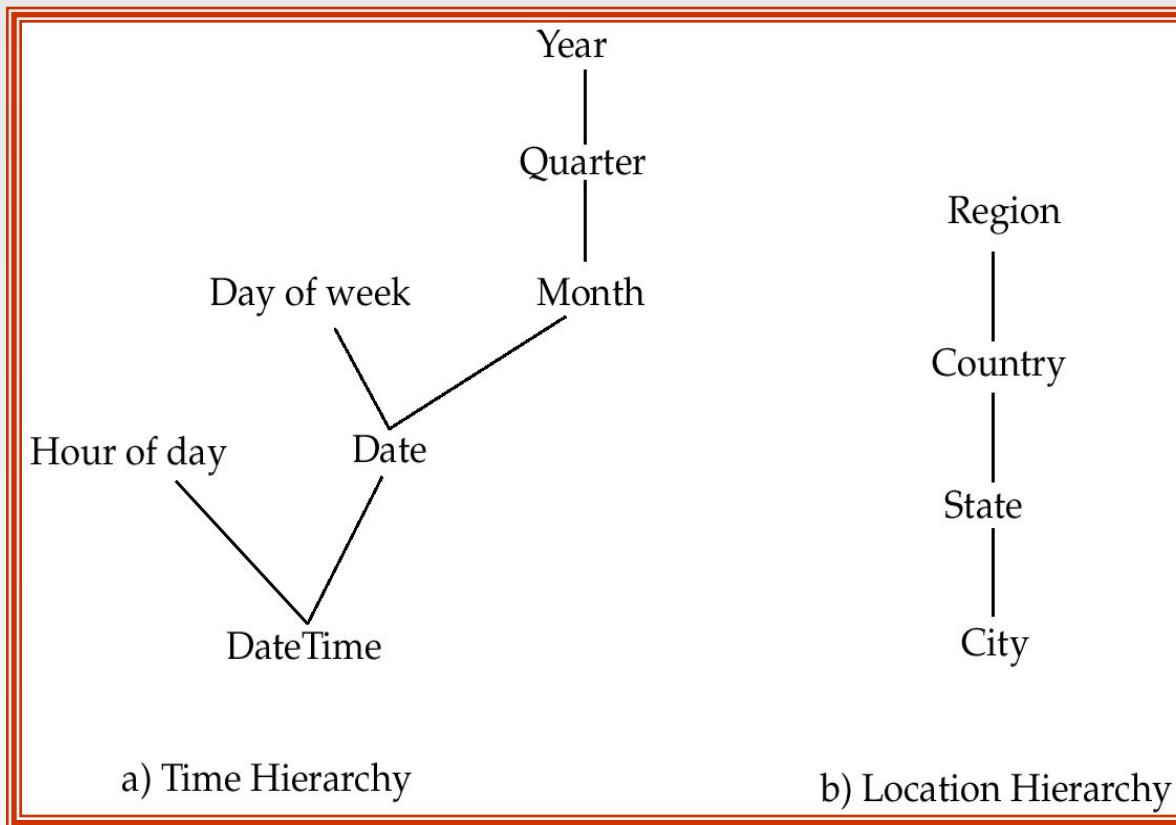 Year
Quarter
Region
Day of week
Month
Country
Hour of day
Date
State
DateTime
City
a) Time Hierarchy
b) Location Hierarchy